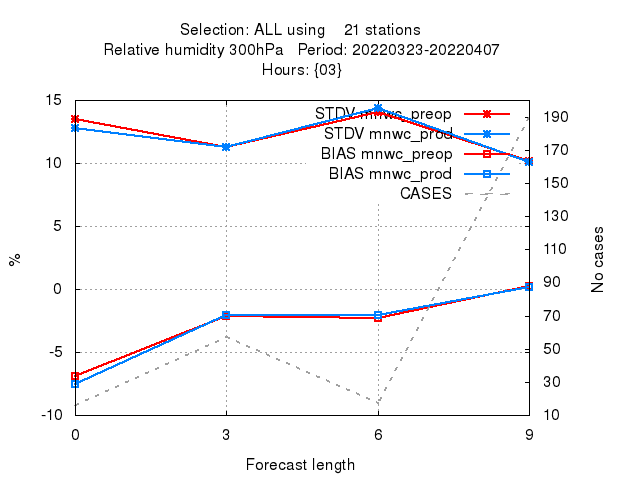 Selection: ALL using 21 stations
Relative humidity 300hPa Period: 20220323-20220407
Hours: {03}
STDV mnwc_preop
STDV mnwc_prod
BIAS mnwc_preop
BIAS mnwc_prod
CASES
15
10
5
0
-5
-10
%
190
170
150
130
110
90
70
50
30
10
No cases
0 3 6 9
Forecast length